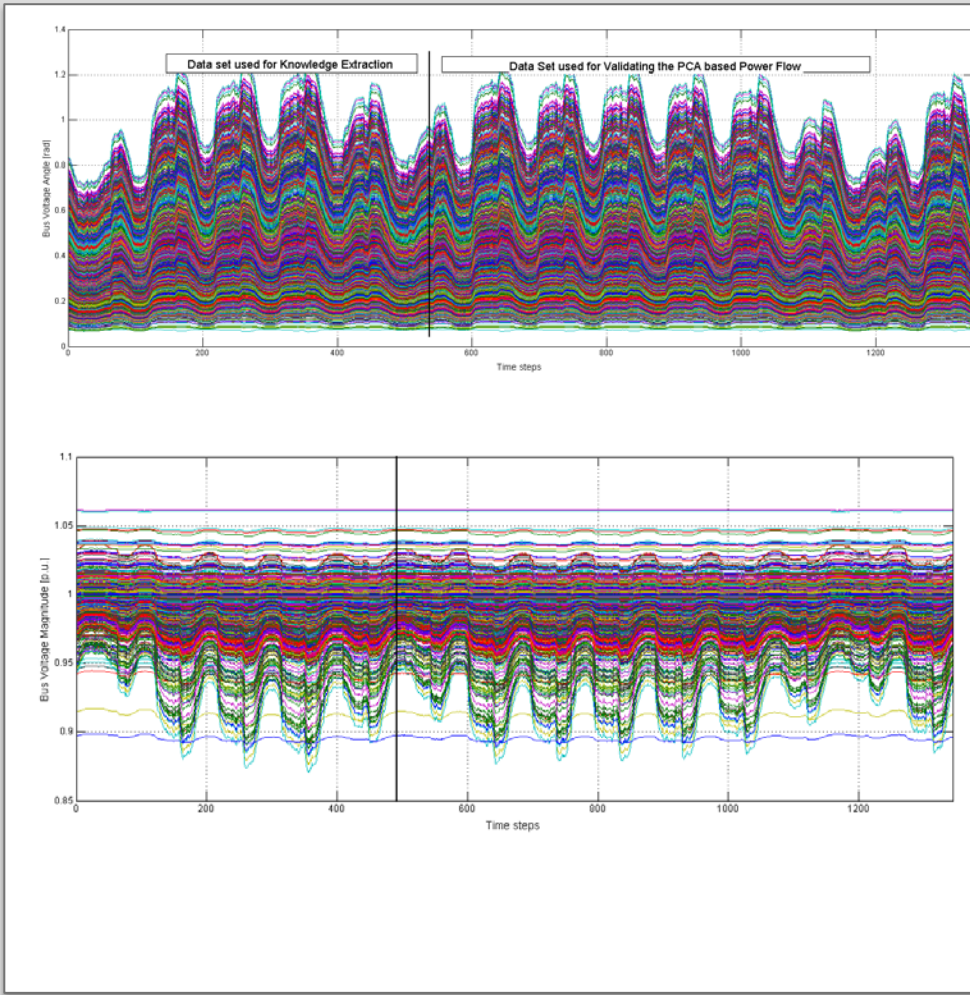 1.4
Data set used for Knowledge Extraction
Data Set used for Validating the PCA based Power Flow
1.2
1
0.8
0.6
0.4
0.2
0
Bus Voltage Angle [rad]
0 200 400 600 800 1000 1200
Time steps
1.1
1.05
1
0.95
0.9
0.85
Bus Voltage Magnitude [p.u.]
0 200 400 600 800 1000 1200
Time steps